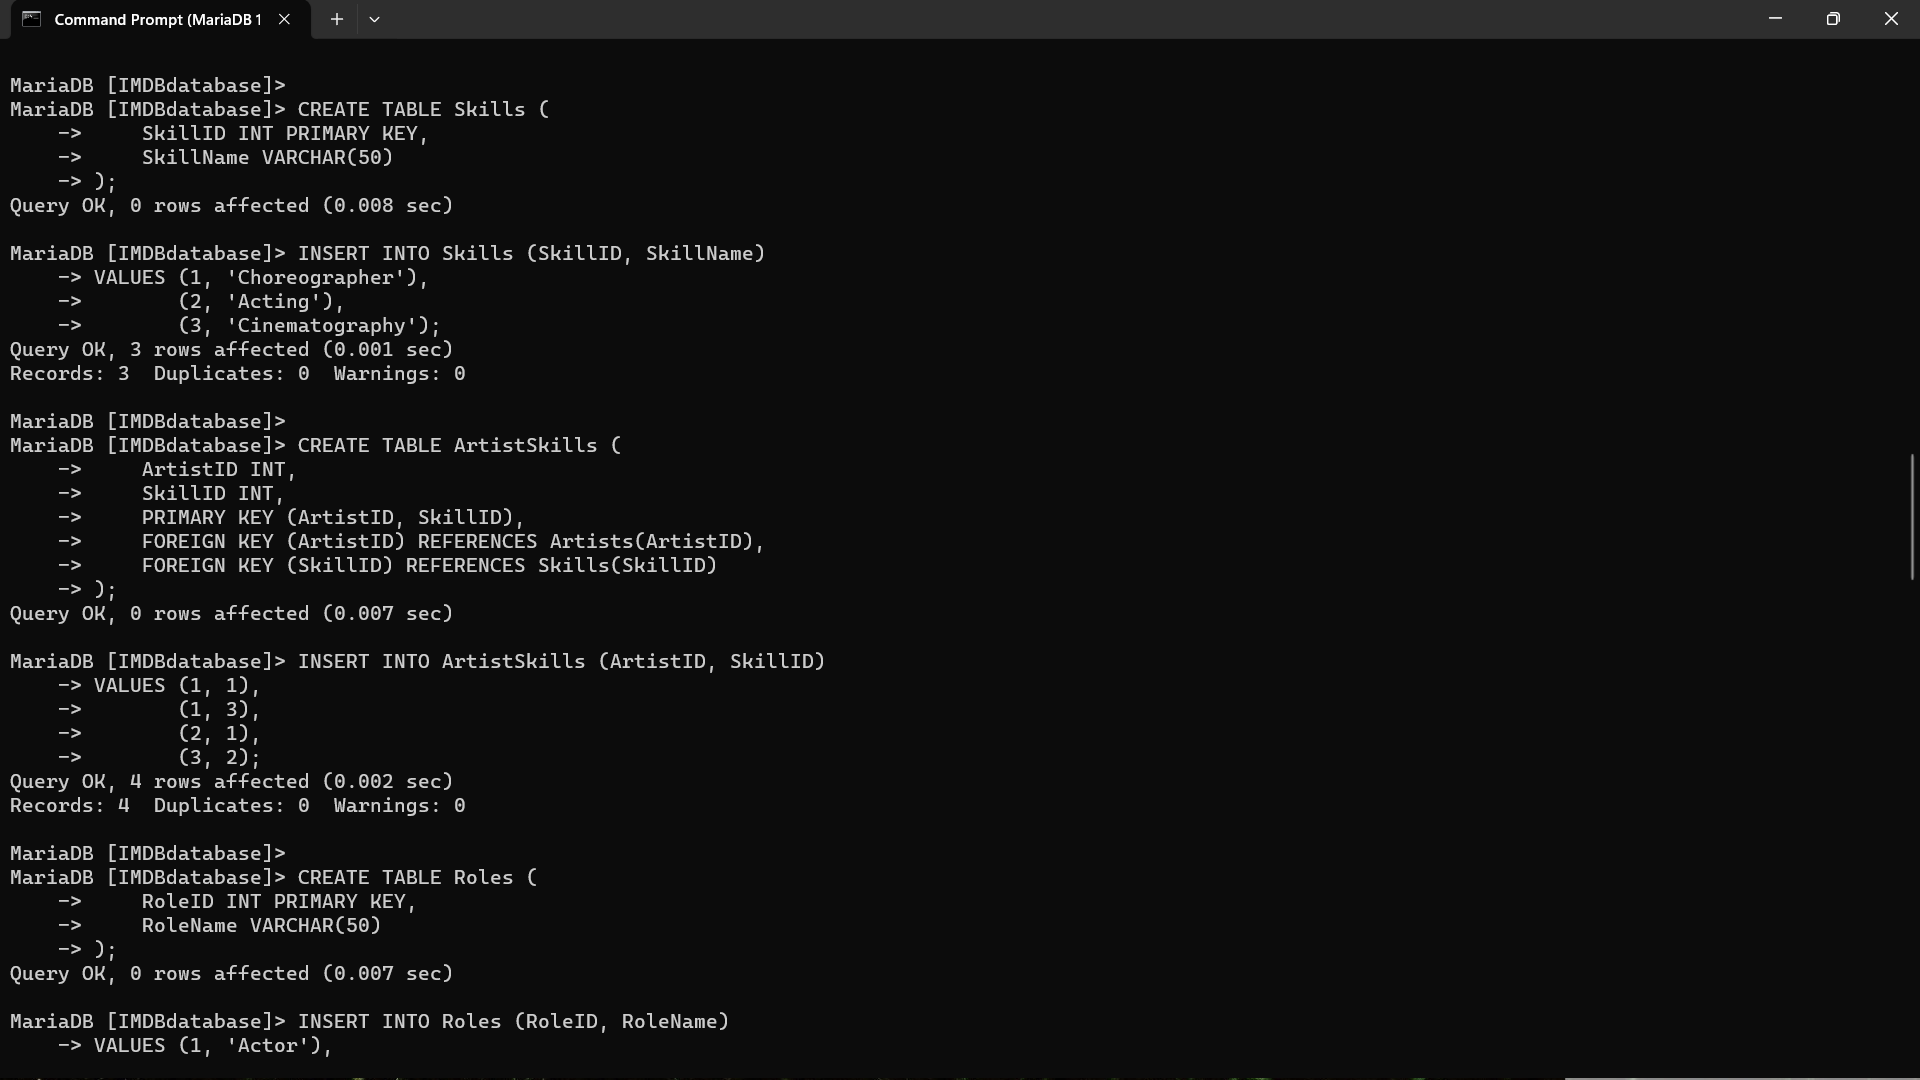 Command Prompt (MariaDB 1
MariaDB [IMDBdatabase]>
MariaDB [IMDBdatabase]> CREATE TABLE Skills (
    ->     SkillID INT PRIMARY KEY,
    ->     SkillName VARCHAR(50)
    -> );
Query OK, 0 rows affected (0.008 sec)
MariaDB [IMDBdatabase]> INSERT INTO Skills (SkillID, SkillName)
    -> VALUES (1, 'Choreographer'),
    ->        (2, 'Acting'),
    ->        (3, 'Cinematography');
Query OK, 3 rows affected (0.001 sec)
Records: 3  Duplicates: 0  Warnings: 0
MariaDB [IMDBdatabase]>
MariaDB [IMDBdatabase]> CREATE TABLE ArtistSkills (
    ->     ArtistID INT,
    ->     SkillID INT,
    ->     PRIMARY KEY (ArtistID, SkillID),
    ->     FOREIGN KEY (ArtistID) REFERENCES Artists(ArtistID),
    ->     FOREIGN KEY (SkillID) REFERENCES Skills(SkillID)
    -> );
Query OK, 0 rows affected (0.007 sec)
MariaDB [IMDBdatabase]> INSERT INTO ArtistSkills (ArtistID, SkillID)
    -> VALUES (1, 1),
    ->        (1, 3),
    ->        (2, 1),
    ->        (3, 2);
Query OK, 4 rows affected (0.002 sec)
Records: 4  Duplicates: 0  Warnings: 0
MariaDB [IMDBdatabase]>
MariaDB [IMDBdatabase]> CREATE TABLE Roles (
    ->     RoleID INT PRIMARY KEY,
    ->     RoleName VARCHAR(50)
    -> );
Query OK, 0 rows affected (0.007 sec)
MariaDB [IMDBdatabase]> INSERT INTO Roles (RoleID, RoleName)
    -> VALUES (1, 'Actor'),